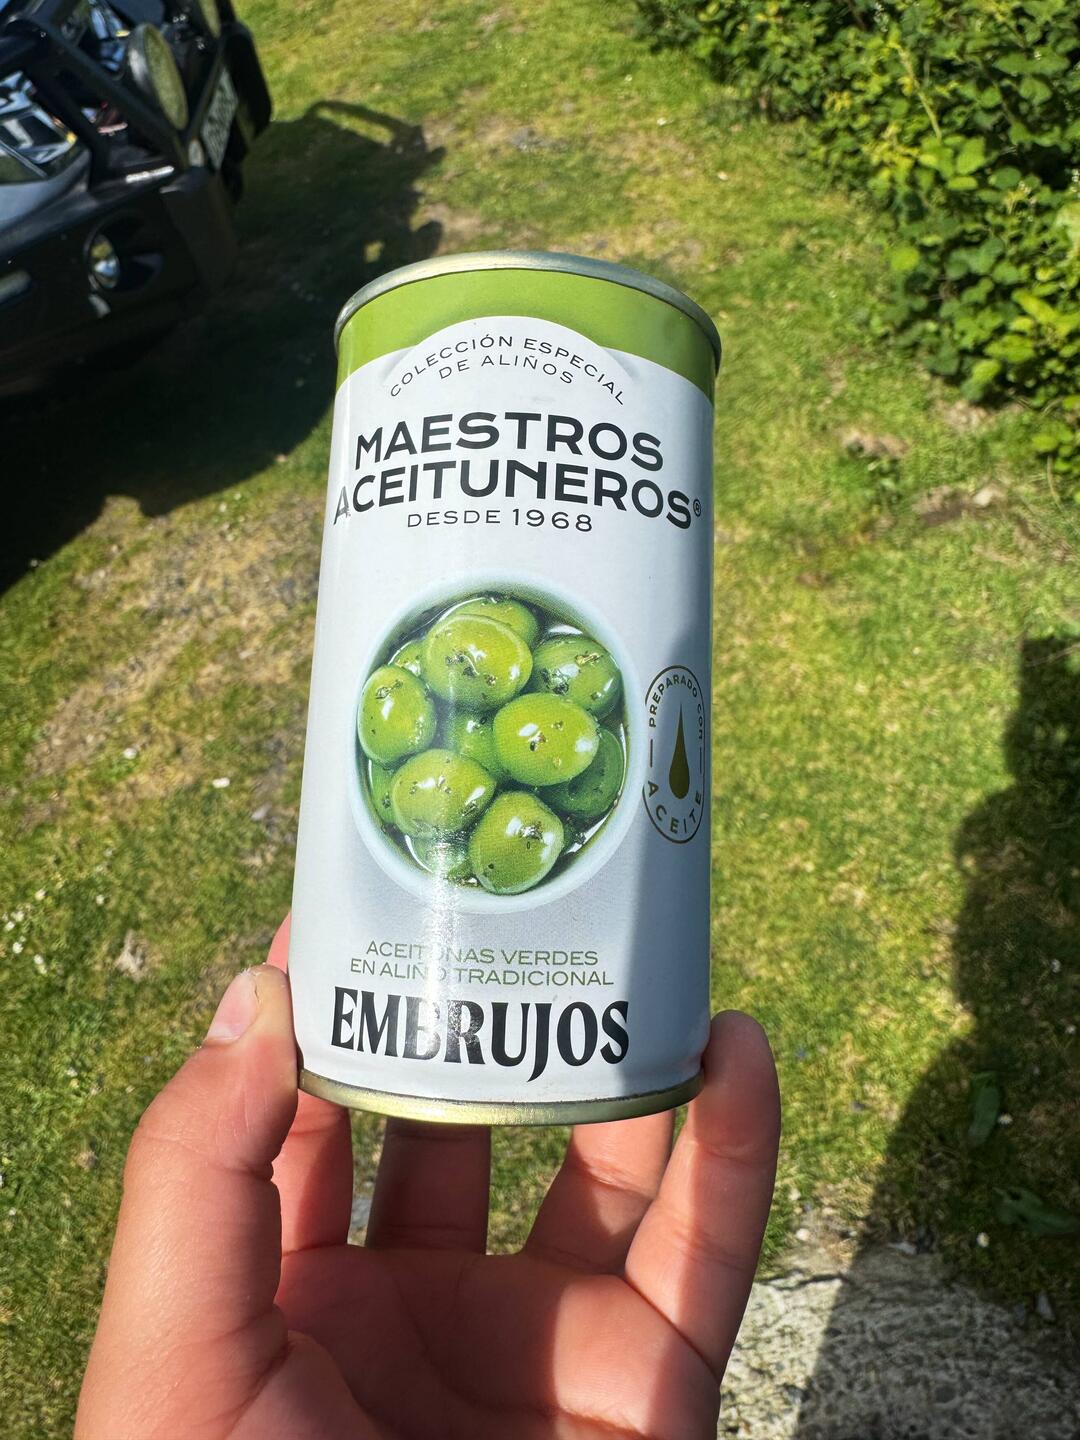 COLECCIÓN ESPECIAL
DE ALIÑOS
MAESTROS
ACEITUNEROS®
DESDE 1968
PREPARADO CON
ACEITE
ACEITUNAS VERDES
EN ALIÑO TRADICIONAL
EMBRUJOS